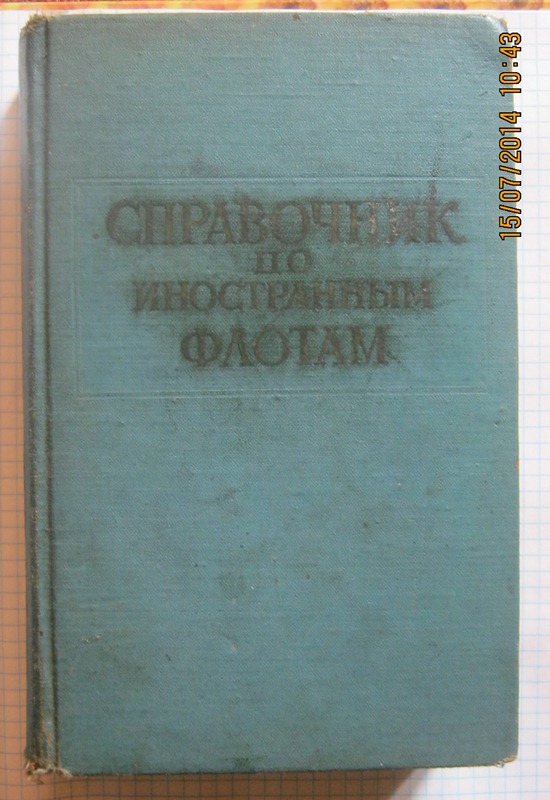 СПРАВОЧНИК
ПО
ИНОСТРАННЫМ
ФЛОТАМ
15/07/2014 10:43